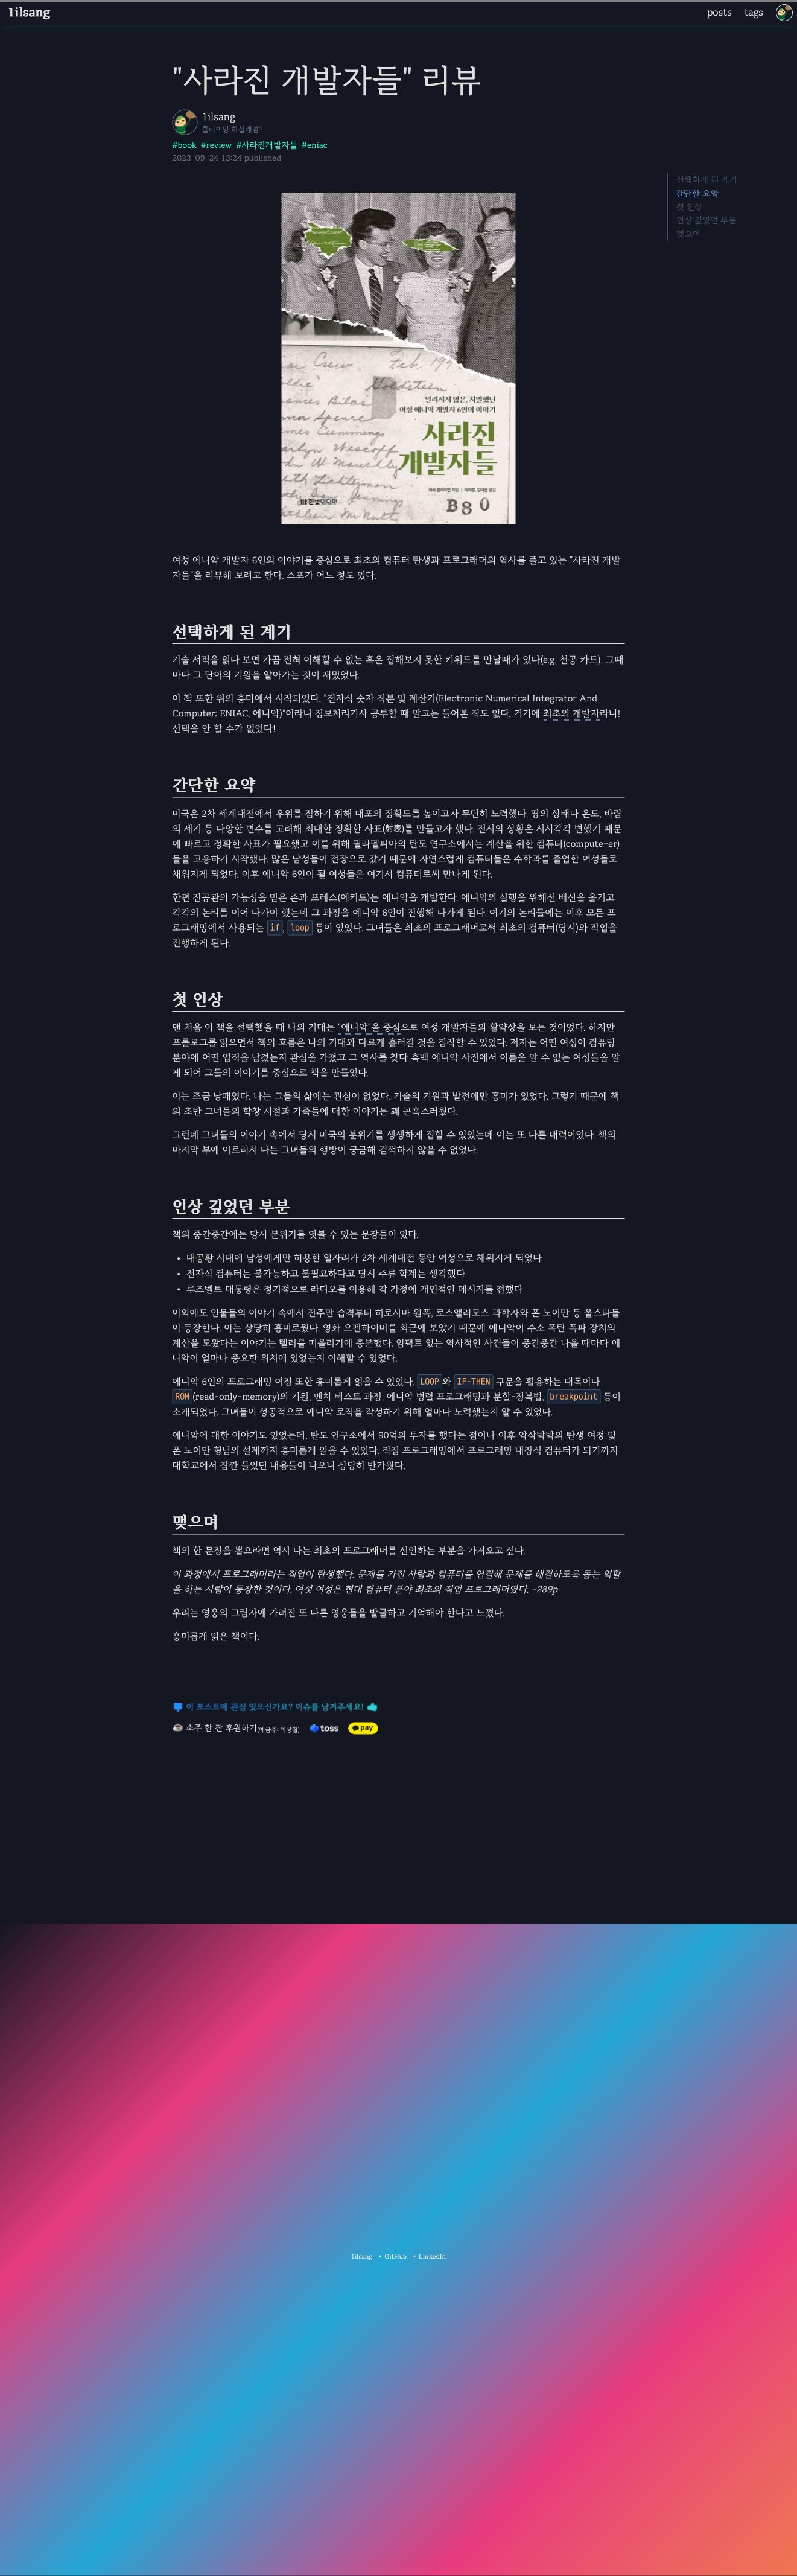 1ilsang
posts
tags
"사라진 개발자들" 리뷰
1ilsang
클라이밍 하실래염?
#book #review #사라진개발자들 #eniac
2023-09-24 13:24 published
선택하게 된 계기
간단한 요약
첫 인상
인상 깊었던 부분
맺으며
알려지지 않은, 치열했던
여성 에니악 개발자 6인의 이야기
사라진
개발자들
한빛미디어
여성 에니악 개발자 6인의 이야기를 중심으로 최초의 컴퓨터 탄생과 프로그래머의 역사를 풀고 있는 "사라진 개발
자들"을 리뷰해 보려고 한다. 스포가 어느 정도 있다.
선택하게 된 계기
기술 서적을 읽다 보면 가끔 전혀 이해할 수 없는 혹은 접해보지 못한 키워드를 만날때가 있다(e.g. 천공 카드). 그때
마다 그 단어의 기원을 알아가는 것이 재밌었다.
이 책 또한 위의 흥미에서 시작되었다. "전자식 숫자 적분 및 계산기(Electronic Numerical Integrator And
Computer; ENIAC, 에니악)"이라니 정보처리기사 공부할 때 말고는 들어본 적도 없다. 거기에 최초의 개발자라니!
선택을 안 할 수가 없었다!
간단한 요약
미국은 2차 세계대전에서 우위를 점하기 위해 대포의 정확도를 높이고자 무던히 노력했다. 땅의 상태나 온도, 바람
의 세기 등 다양한 변수를 고려해 최대한 정확한 사표(射表)를 만들고자 했다. 전시의 상황은 시시각각 변했기 때문
에 빠르고 정확한 사표가 필요했고 이를 위해 필라델피아의 탄도 연구소에서는 계산을 위한 컴퓨터(compute-er)
들을 고용하기 시작했다. 많은 남성들이 전장으로 갔기 때문에 자연스럽게 컴퓨터들은 수학과를 졸업한 여성들로
채워지게 되었다. 이후 에니악 6인이 될 여성들은 여기서 컴퓨터로써 만나게 된다.
한편 진공관의 가능성을 믿은 존과 프레스(에커트)는 에니악을 개발한다. 에니악의 실행을 위해선 배선을 옮기고
각각의 논리를 이어 나가야 했는데 그 과정을 에니악 6인이 진행해 나가게 된다. 여기의 논리들에는 이후 모든 프
로그래밍에서 사용되는 if, loop 등이 있었다. 그녀들은 최초의 프로그래머로써 최초의 컴퓨터(당시)와 작업을
진행하게 된다.
첫 인상
맨 처음 이 책을 선택했을 때 나의 기대는 "에니악"을 중심으로 여성 개발자들의 활약상을 보는 것이었다. 하지만
프롤로그를 읽으면서 책의 흐름은 나의 기대와 다르게 흘러갈 것을 짐작할 수 있었다. 저자는 어떤 여성이 컴퓨팅
분야에 어떤 업적을 남겼는지 관심을 가졌고 그 역사를 찾다 흑백 에니악 사진에서 이름을 알 수 없는 여성들을 알
게 되어 그들의 이야기를 중심으로 책을 만들었다.
이는 조금 낭패였다. 나는 그들의 삶에는 관심이 없었다. 기술의 기원과 발전에만 흥미가 있었다. 그렇기 때문에 책
의 초반 그녀들의 학창 시절과 가족들에 대한 이야기는 꽤 곤혹스러웠다.
그런데 그녀들의 이야기 속에서 당시 미국의 분위기를 생생하게 접할 수 있었는데 이는 또 다른 매력이었다. 책의
마지막 부에 이르러서 나는 그녀들의 행방이 궁금해 검색하지 않을 수 없었다.
인상 깊었던 부분
책의 중간중간에는 당시 분위기를 엿볼 수 있는 문장들이 있다.
• 대공황 시대에 남성에게만 허용한 일자리가 2차 세계대전 동안 여성으로 채워지게 되었다
• 전자식 컴퓨터는 불가능하고 불필요하다고 당시 주류 학계는 생각했다
• 루즈벨트 대통령은 정기적으로 라디오를 이용해 각 가정에 개인적인 메시지를 전했다
이외에도 인물들의 이야기 속에서 진주만 습격부터 히로시마 원폭, 로스앨러모스 과학자와 폰 노이만 등 올스타들
이 등장한다. 이는 상당히 흥미로웠다. 영화 오펜하이머를 최근에 보았기 때문에 에니악이 수소 폭탄 폭파 장치의
계산을 도왔다는 이야기는 텔러를 떠올리기에 충분했다. 임팩트 있는 역사적인 사건들이 중간중간 나올 때마다 에
니악이 얼마나 중요한 위치에 있었는지 이해할 수 있었다.
에니악 6인의 프로그래밍 여정 또한 흥미롭게 읽을 수 있었다. LOOP 와 IF-THEN 구문을 활용하는 대목이나
ROM (read-only-memory)의 기원, 벤치 테스트 과정, 에니악 병렬 프로그래밍과 분할-정복법, breakpoint 등이
소개되었다. 그녀들이 성공적으로 에니악 로직을 작성하기 위해 얼마나 노력했는지 알 수 있었다.
에니악에 대한 이야기도 있었는데, 탄도 연구소에서 90억의 투자를 했다는 점이나 이후 악삭박박의 탄생 여정 및
폰 노이만 형님의 설계까지 흥미롭게 읽을 수 있었다. 직접 프로그래밍에서 프로그래밍 내장식 컴퓨터가 되기까지
대학교에서 잠깐 들었던 내용들이 나오니 상당히 반가웠다.
맺으며
책의 한 문장을 뽑으라면 역시 나는 최초의 프로그래머를 선언하는 부분을 가져오고 싶다.
이 과정에서 프로그래머라는 직업이 탄생했다. 문제를 가진 사람과 컴퓨터를 연결해 문제를 해결하도록 돕는 역할
을 하는 사람이 등장한 것이다. 여섯 여성은 현대 컴퓨터 분야 최초의 직업 프로그래머였다. -289p
우리는 영웅의 그림자에 가려진 또 다른 영웅들을 발굴하고 기억해야 한다고 느꼈다.
흥미롭게 읽은 책이다.
이 포스트에 관심 있으신가요? 이슈를 남겨주세요!
소주 한 잔 후원하기(예금주: 이상철) toss pay
1ilsang • GitHub • LinkedIn